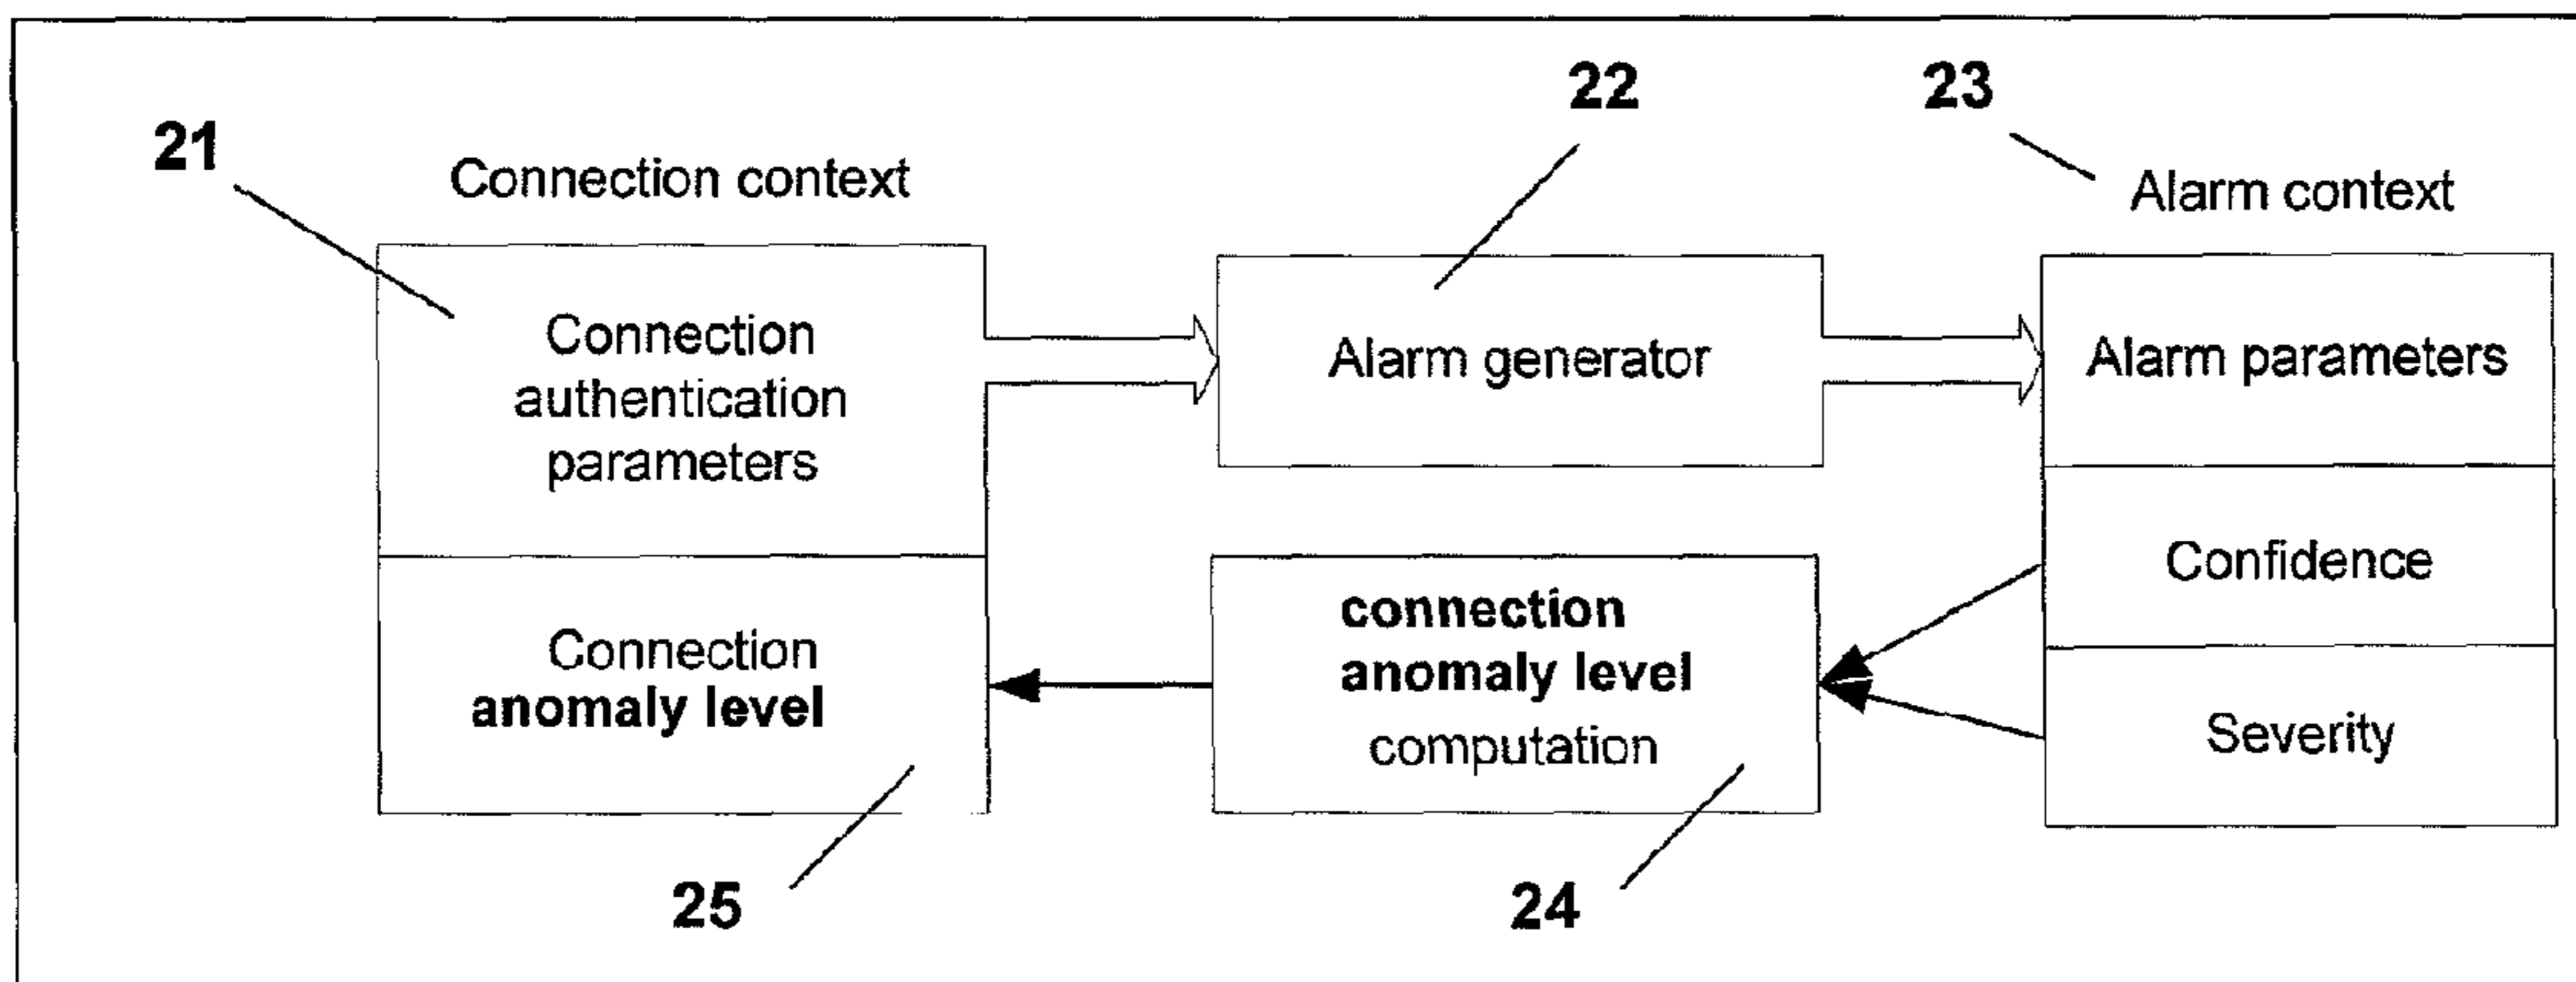 22
23
21
Connection context
Alarm context
Connection
authentication
parameters
Alarm generator
Alarm parameters
Confidence
Severity
connection
anomaly level
computation
Connection
anomaly level
25
24